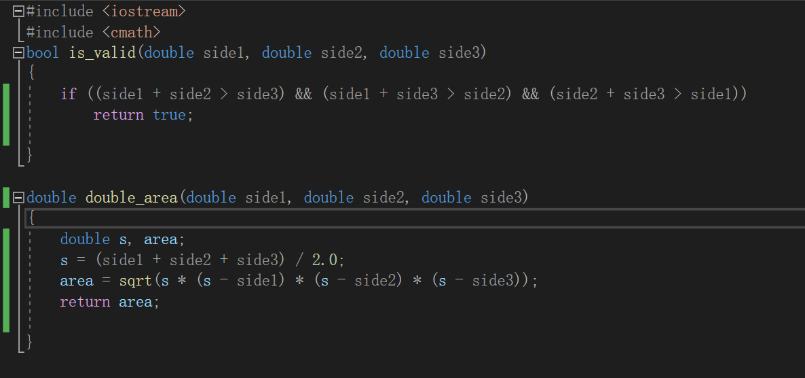 #include <iostream>
#include <cmath>
bool is_valid(double side1, double side2, double side3)
{
if ((side1 + side2 > side3) && (side1 + side3 > side2) && (side2 + side3 > side1))
return true;
}
double double_area(double side1, double side2, double side3)
{
double s, area;
s = (side1 + side2 + side3) / 2.0;
area = sqrt(s * (s - side1) * (s - side2) * (s - side3));
return area;
}